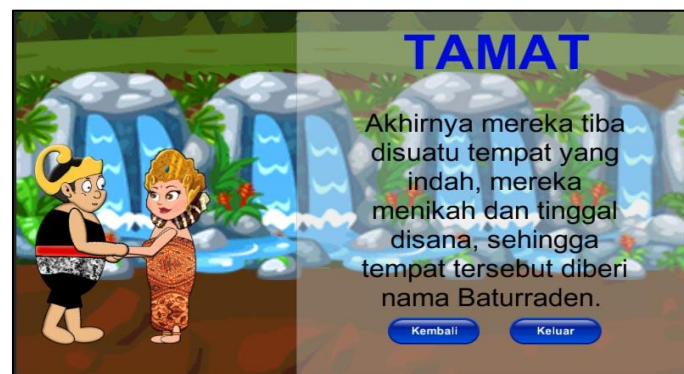 TAMAT
Akhirnya mereka tiba
disuatu tempat yang
indah, mereka
menikah dan tinggal
disana, sehingga
tempat tersebut diberi
nama Baturraden.
Kembali
Keluar